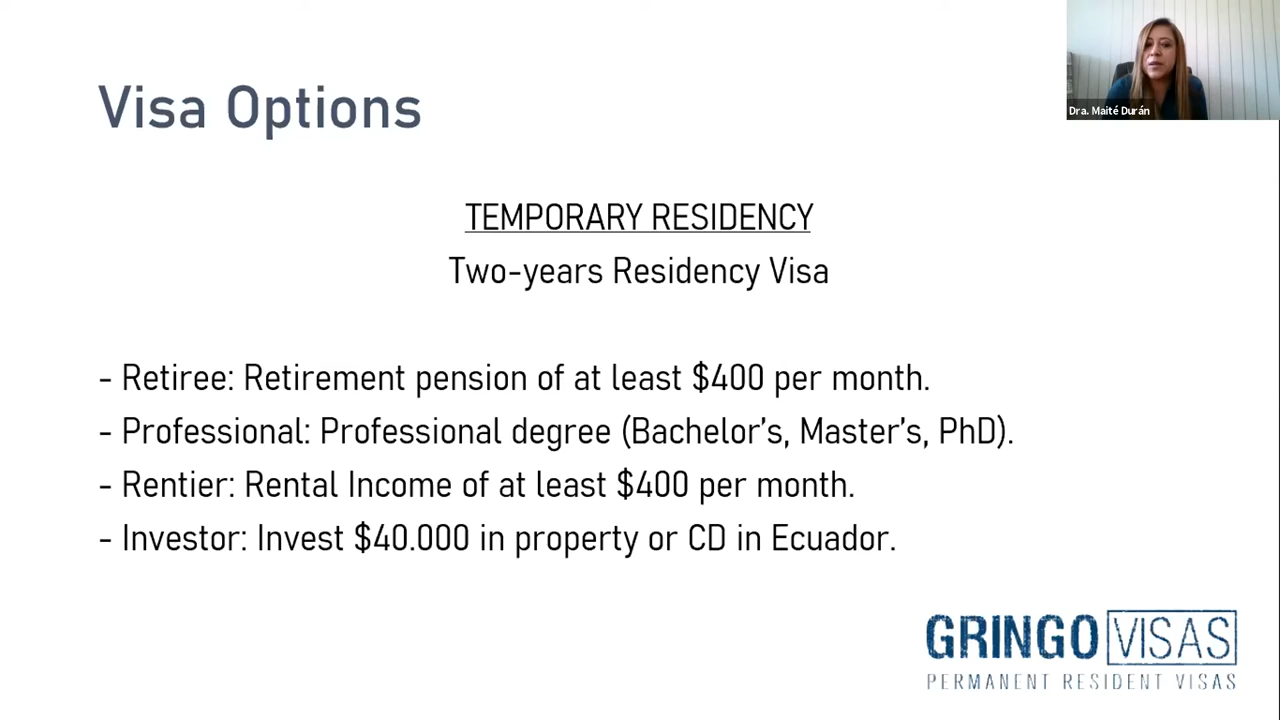 Visa Options
Dra. Maité Durán
TEMPORARY RESIDENCY
Two-years Residency Visa
- Retiree: Retirement pension of at least $400 per month.
- Professional: Professional degree (Bachelor's, Master's, PhD).
- Rentier: Rental Income of at least $400 per month.
- Investor: Invest $40.000 in property or CD in Ecuador.
GRINGO VISAS
PERMANENT RESIDENT VISAS